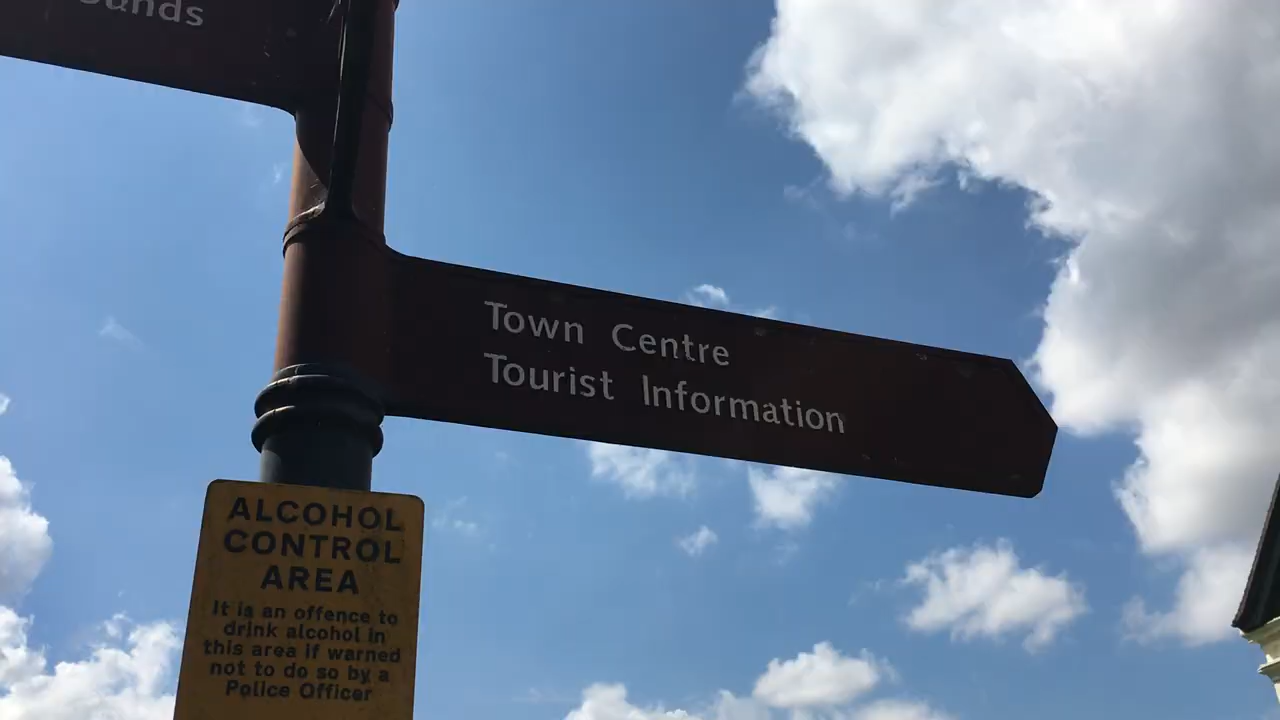 Town Centre
Tourist Information
ALCOHOL
CONTROL
AREA
It is an offence to
drink alcohol in
this area if warned
not to do so by a
Police Officer